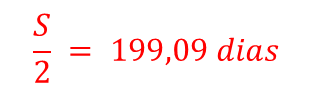 S/2 = 199,09 dias